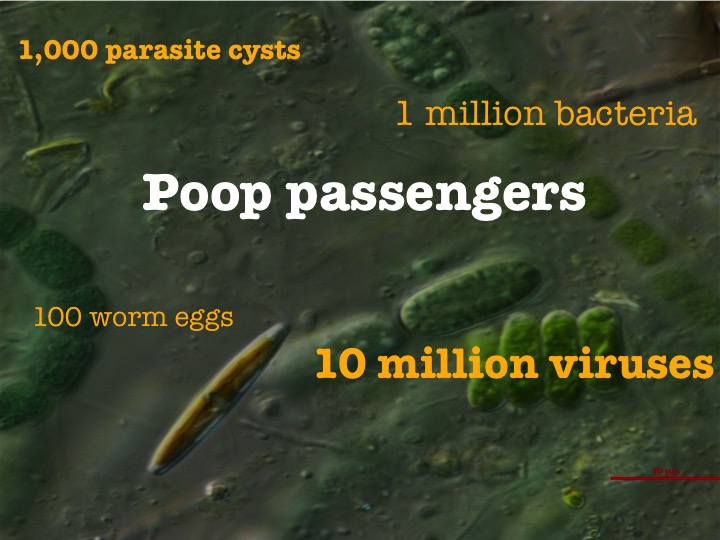 1,000 parasite cysts
1 million bacteria
Poop passengers
100 worm eggs
10 million viruses